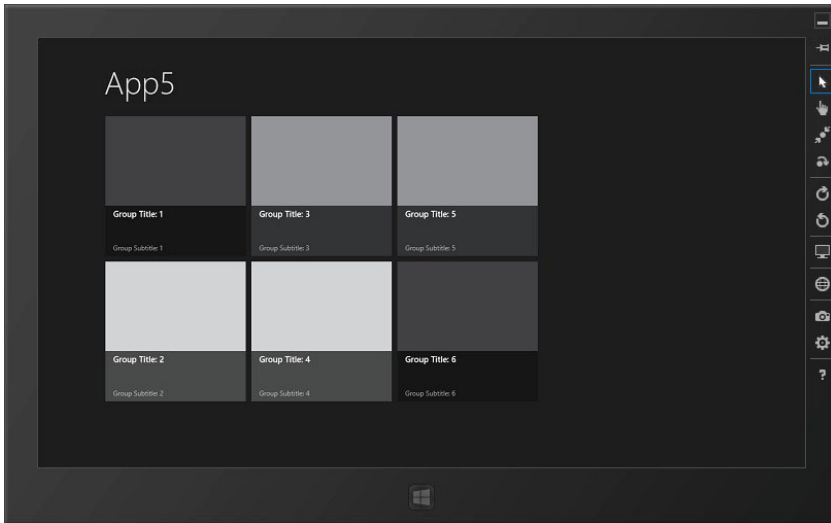 App5
Group Title: 1
Group Subtitle: 1
Group Title: 3
Group Subtitle: 3
Group Title: 5
Group Subtitle: 5
Group Title: 2
Group Subtitle: 2
Group Title: 4
Group Subtitle: 4
Group Title: 6
Group Subtitle: 6
?